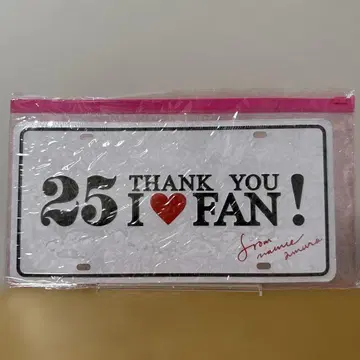 25 THANK YOU
I ❤ FAN !
from
namie
amuro